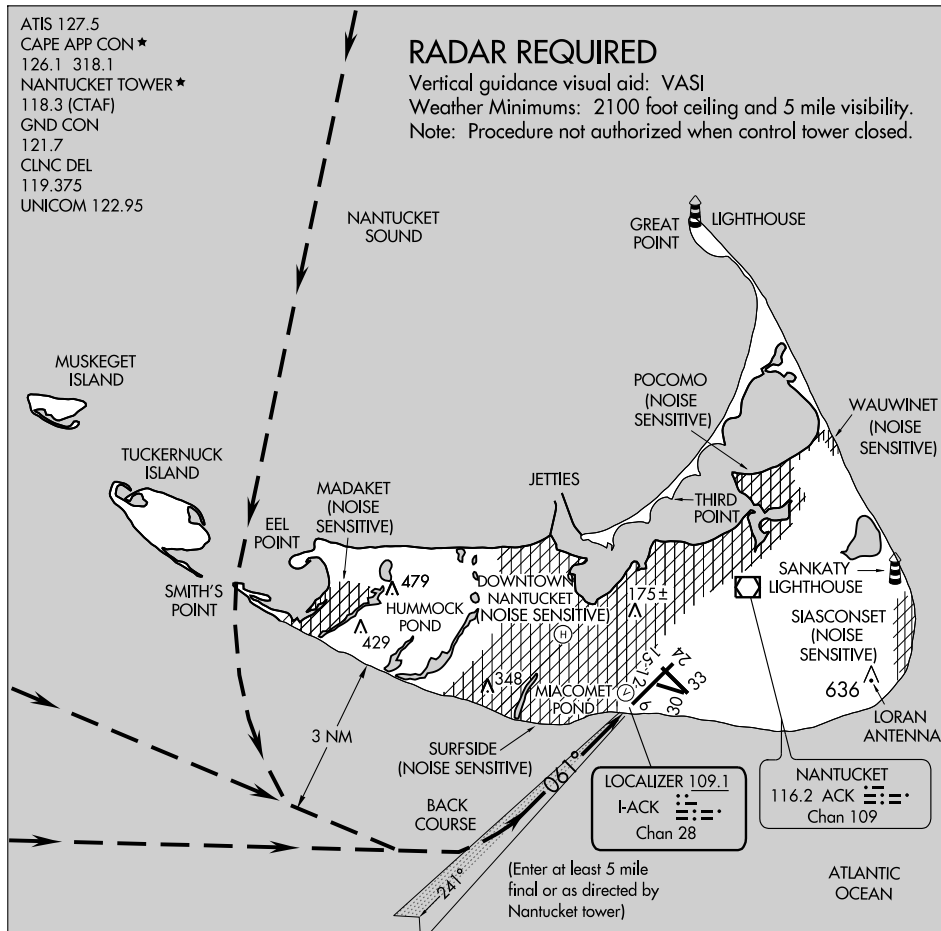 ATIS 127.5
CAPE APP CON ★
126.1 318.1
NANTUCKET TOWER ★
118.3 (CTAF)
GND CON
121.7
CLNC DEL
119.375
UNICOM 122.95
RADAR REQUIRED
Vertical guidance visual aid: VASI
Weather Minimums: 2100 foot ceiling and 5 mile visibility.
Note: Procedure not authorized when control tower closed.
NANTUCKET
SOUND
GREAT
POINT
LIGHTHOUSE
MUSKEGET
ISLAND
POCOMO
(NOISE
SENSITIVE)
WAUWINET
(NOISE
SENSITIVE)
TUCKERNUCK
ISLAND
MADAKET
(NOISE
SENSITIVE)
JETTIES
THIRD
POINT
EEL
POINT
SMITH'S
POINT
479
HUMMOCK
POND
429
DOWNTOWN
NANTUCKET
(NOISE SENSITIVE)
H
175±
SANKATY
LIGHTHOUSE
SIASCONSET
(NOISE
SENSITIVE)
636
LORAN
ANTENNA
348
MIACOMET
POND
V
15
12
24
6
30
33
3 NM
SURFSIDE
(NOISE SENSITIVE)
BACK
COURSE
061°
241°
LOCALIZER 109.1
I-ACK
Chan 28
NANTUCKET
116.2 ACK
Chan 109
(Enter at least 5 mile
final or as directed by
Nantucket tower)
ATLANTIC
OCEAN